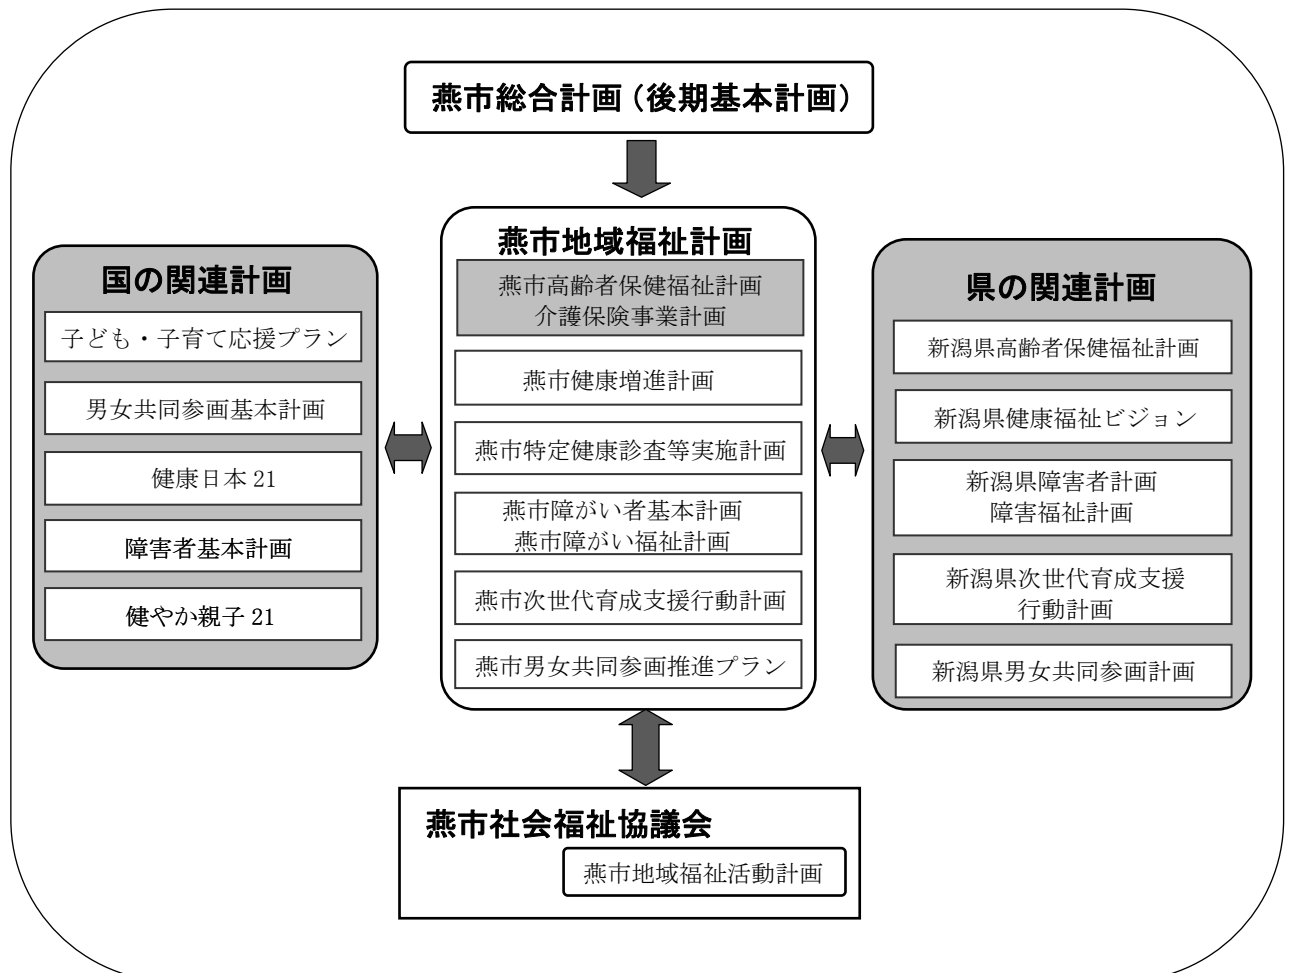 燕市総合計画（後期基本計画）
燕市地域福祉計画
燕市高齢者保健福祉計画
介護保険事業計画
燕市健康増進計画
燕市特定健康診査等実施計画
燕市障がい者基本計画
燕市障がい福祉計画
燕市次世代育成支援行動計画
燕市男女共同参画推進プラン
国の関連計画
子ども・子育て応援プラン
男女共同参画基本計画
健康日本 21
障害者基本計画
健やか親子 21
県の関連計画
新潟県高齢者保健福祉計画
新潟県健康福祉ビジョン
新潟県障害者計画
障害福祉計画
新潟県次世代育成支援
行動計画
新潟県男女共同参画計画
燕市社会福祉協議会
燕市地域福祉活動計画